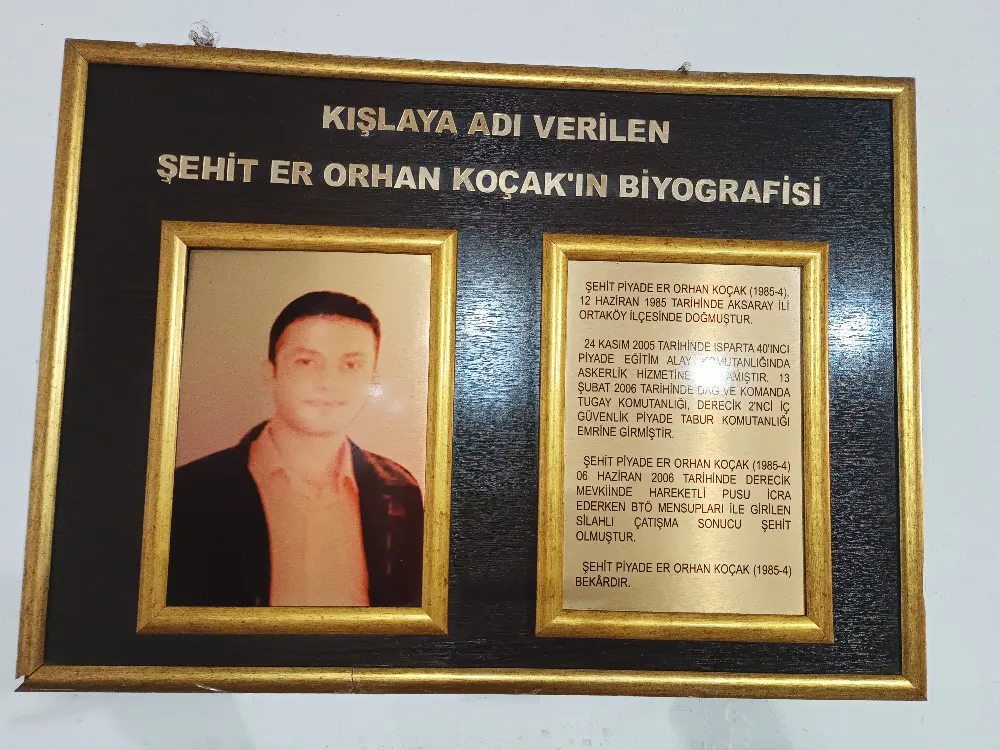 KIŞLAYA ADI VERİLEN
ŞEHİT ER ORHAN KOÇAK'IN BİYOGRAFİSİ
ŞEHİT PİYADE ER ORHAN KOÇAK (1985-4),
12 HAZİRAN 1985 TARİHİNDE AKSARAY İLİ
ORTAKÖY İLÇESİNDE DOĞMUŞTUR.
24 KASIM 2005 TARİHİNDE ISPARTA 40'INCI
PİYADE EĞİTİM ALAY KOMUTANLIĞINDA
ASKERLİK HİZMETİNE 13
ŞUBAT 2006 TARİHİNDE DAĞ VE KOMANDA
TUGAY KOMUTANLIĞI, DERECİK 2'NCİ İÇ
GÜVENLİK PİYADE TABUR KOMUTANLIĞI
EMRİNE GİRMİŞTİR.
ŞEHİT PİYADE ER ORHAN KOÇAK (1985-4)
06 HAZİRAN 2006 TARİHİNDE DERECİK
MEVKİİNDE HAREKETLİ PUSU İCRA
EDERKEN BTÖ MENSUPLARI İLE GİRİLEN
SİLAHLI ÇATIŞMA SONUCU ŞEHİT
OLMUŞTUR.
ŞEHİT PİYADE ER ORHAN KOÇAK (1985-4)
BEKÂRDIR.